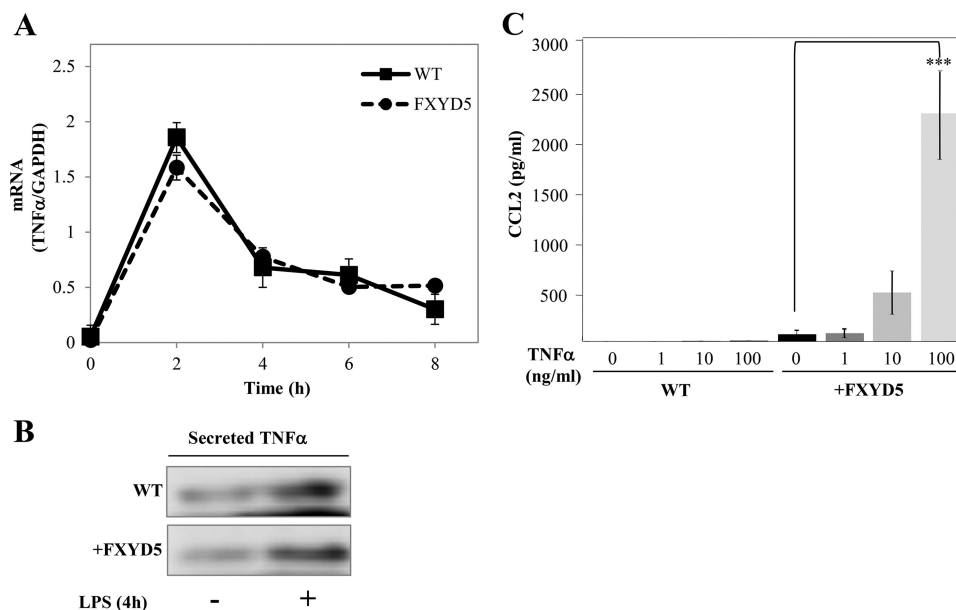 A
2.5
2
1.5
1
0.5
0
mRNA
(TNFα/GAPDH)
WT
FXYD5
0 2 4 6 8
Time (h)
B
Secreted TNFα
WT
+FXYD5
LPS (4h) - +
C
3000
2500
2000
1500
1000
500
CCL2 (pg/ml)
***
TNFα 0 1 10 100 0 1 10 100
(ng/ml)
WT +FXYD5